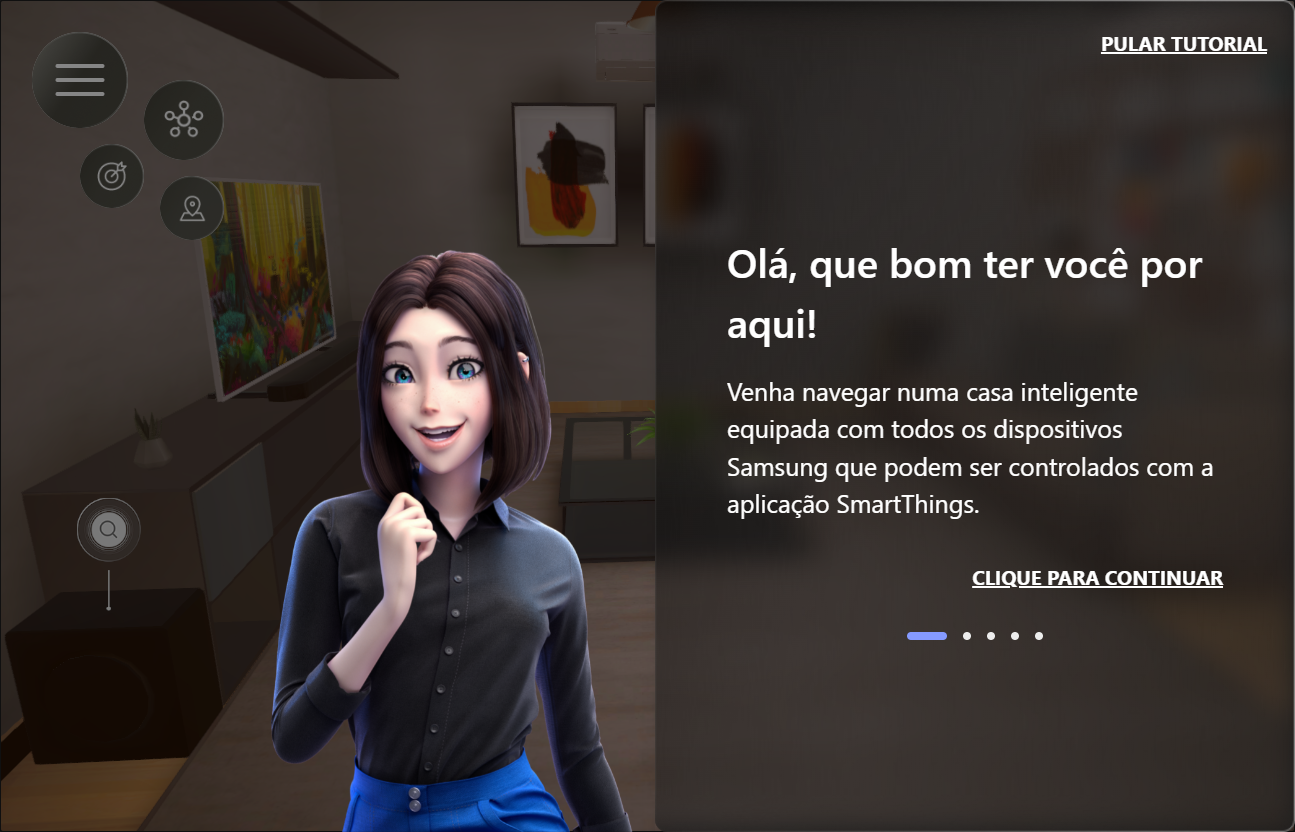 PULAR TUTORIAL
Olá, que bom ter você por
aqui!
Venha navegar numa casa inteligente
equipada com todos os dispositivos
Samsung que podem ser controlados com a
aplicação SmartThings.
CLIQUE PARA CONTINUAR